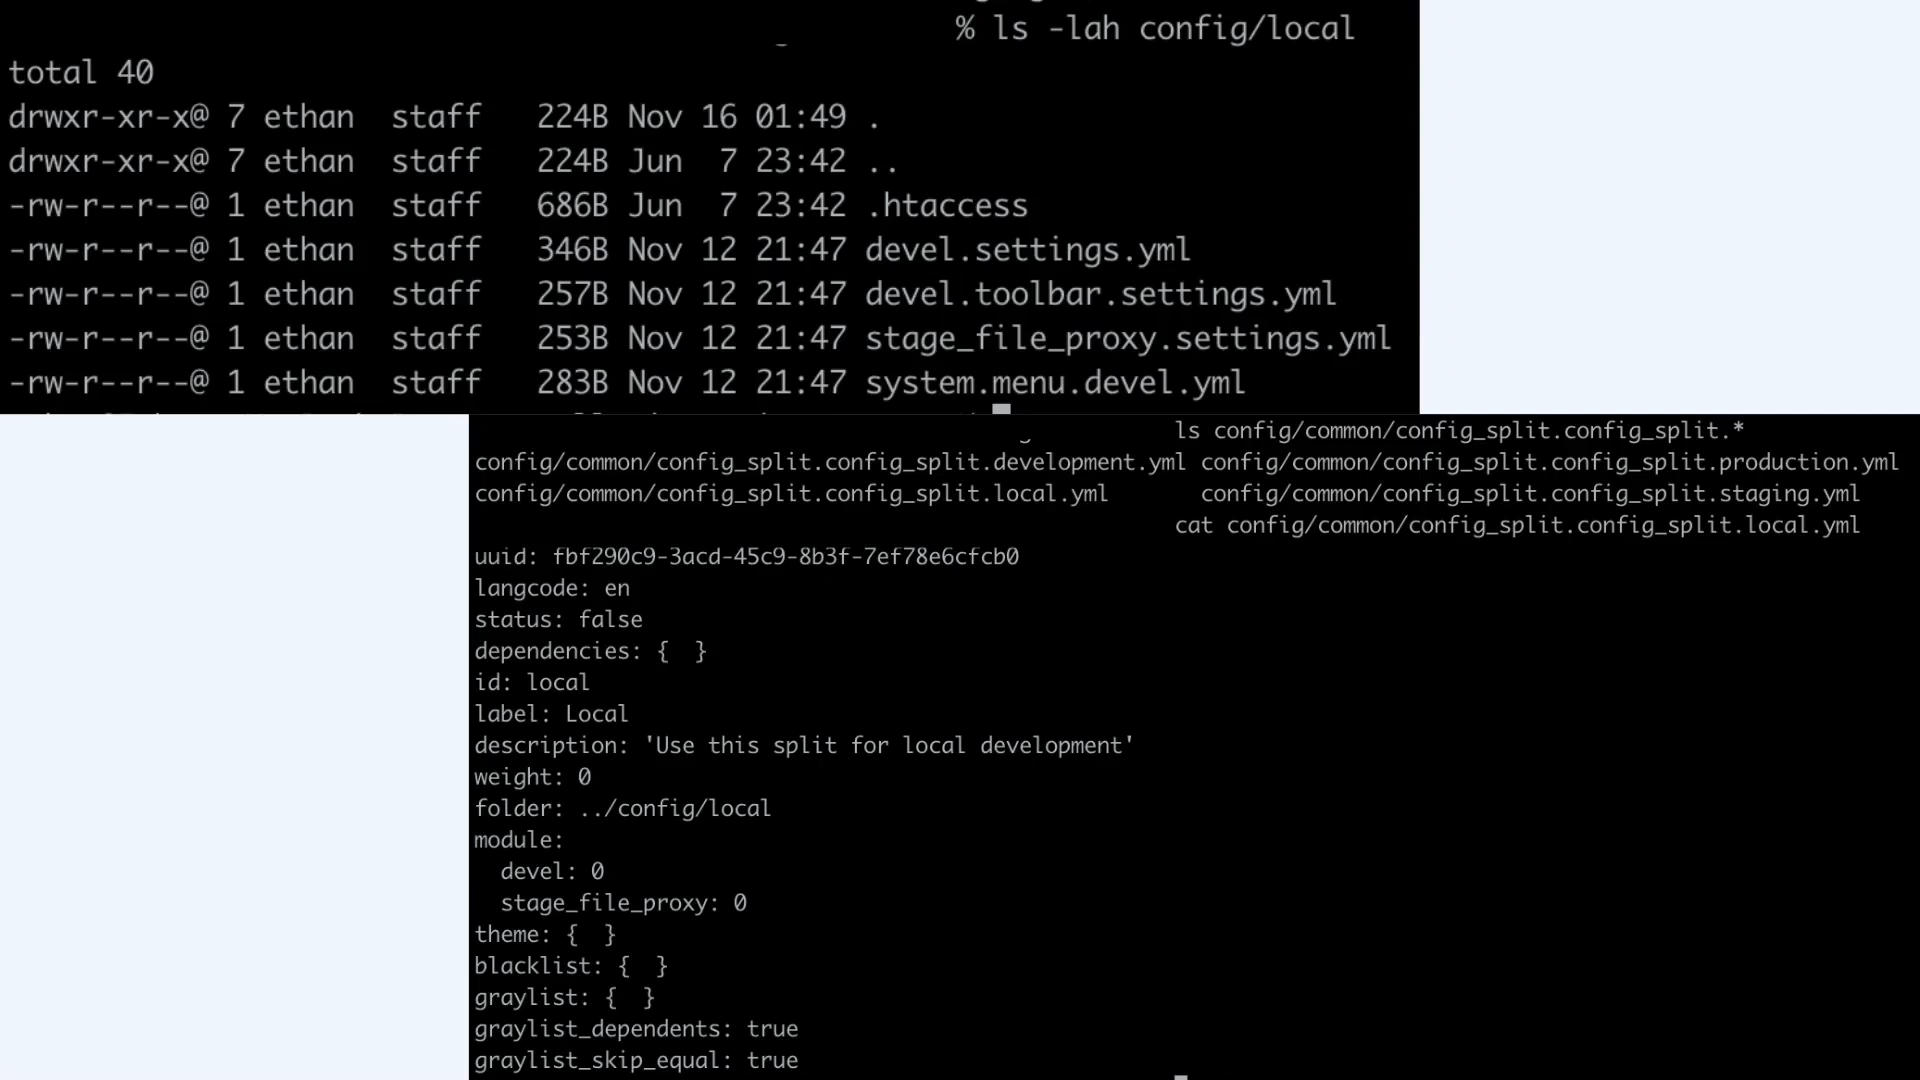 % ls -lah config/local
total 40
drwxr-xr-x@ 7 ethan  staff   224B Nov 16 01:49 .
drwxr-xr-x@ 7 ethan  staff   224B Jun  7 23:42 ..
-rw-r--r--@ 1 ethan  staff   686B Jun  7 23:42 .htaccess
-rw-r--r--@ 1 ethan  staff   346B Nov 12 21:47 devel.settings.yml
-rw-r--r--@ 1 ethan  staff   257B Nov 12 21:47 devel.toolbar.settings.yml
-rw-r--r--@ 1 ethan  staff   253B Nov 12 21:47 stage_file_proxy.settings.yml
-rw-r--r--@ 1 ethan  staff   283B Nov 12 21:47 system.menu.devel.yml
ls config/common/config_split.config_split.*
config/common/config_split.config_split.development.yml config/common/config_split.config_split.production.yml
config/common/config_split.config_split.local.yml       config/common/config_split.config_split.staging.yml
cat config/common/config_split.config_split.local.yml
uuid: fbf290c9-3acd-45c9-8b3f-7ef78e6cfcb0
langcode: en
status: false
dependencies: {  }
id: local
label: Local
description: 'Use this split for local development'
weight: 0
folder: ../config/local
module:
  devel: 0
  stage_file_proxy: 0
theme: {  }
blacklist: {  }
graylist: {  }
graylist_dependents: true
graylist_skip_equal: true